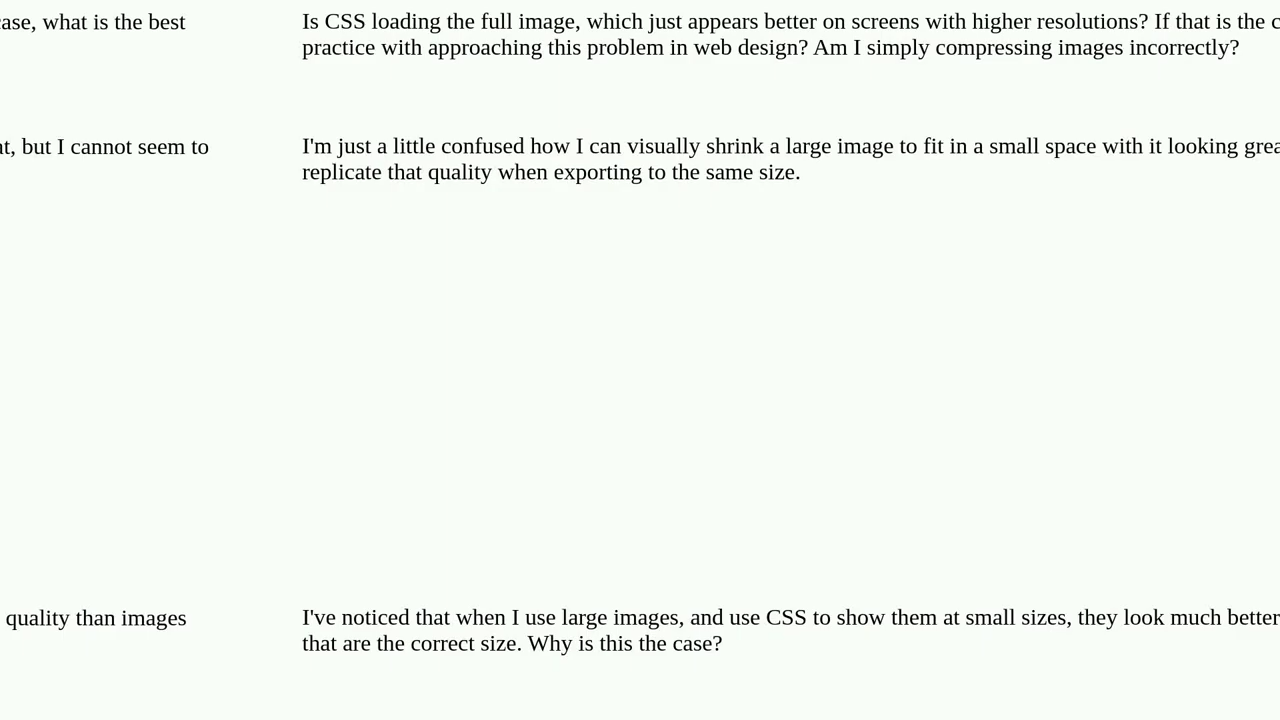 case, what is the best
Is CSS loading the full image, which just appears better on screens with higher resolutions? If that is the
practice with approaching this problem in web design? Am I simply compressing images incorrectly?
but I cannot seem to
I'm just a little confused how I can visually shrink a large image to fit in a small space with it looking
replicate that quality when exporting to the same size.
quality than images
I've noticed that when I use large images, and use CSS to show them at small sizes, they look much better
that are the correct size. Why is this the case?